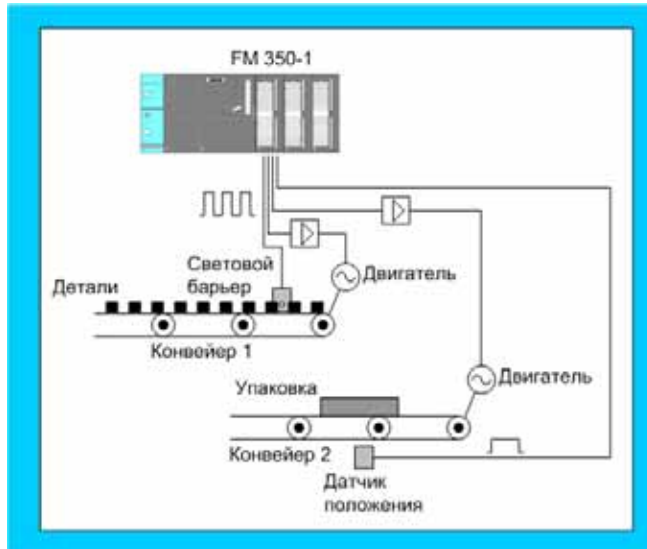 FM 350-1
Световой
барьер
Двигатель
Детали
Конвейер 1
Упаковка
Двигатель
Конвейер 2
Датчик
положения